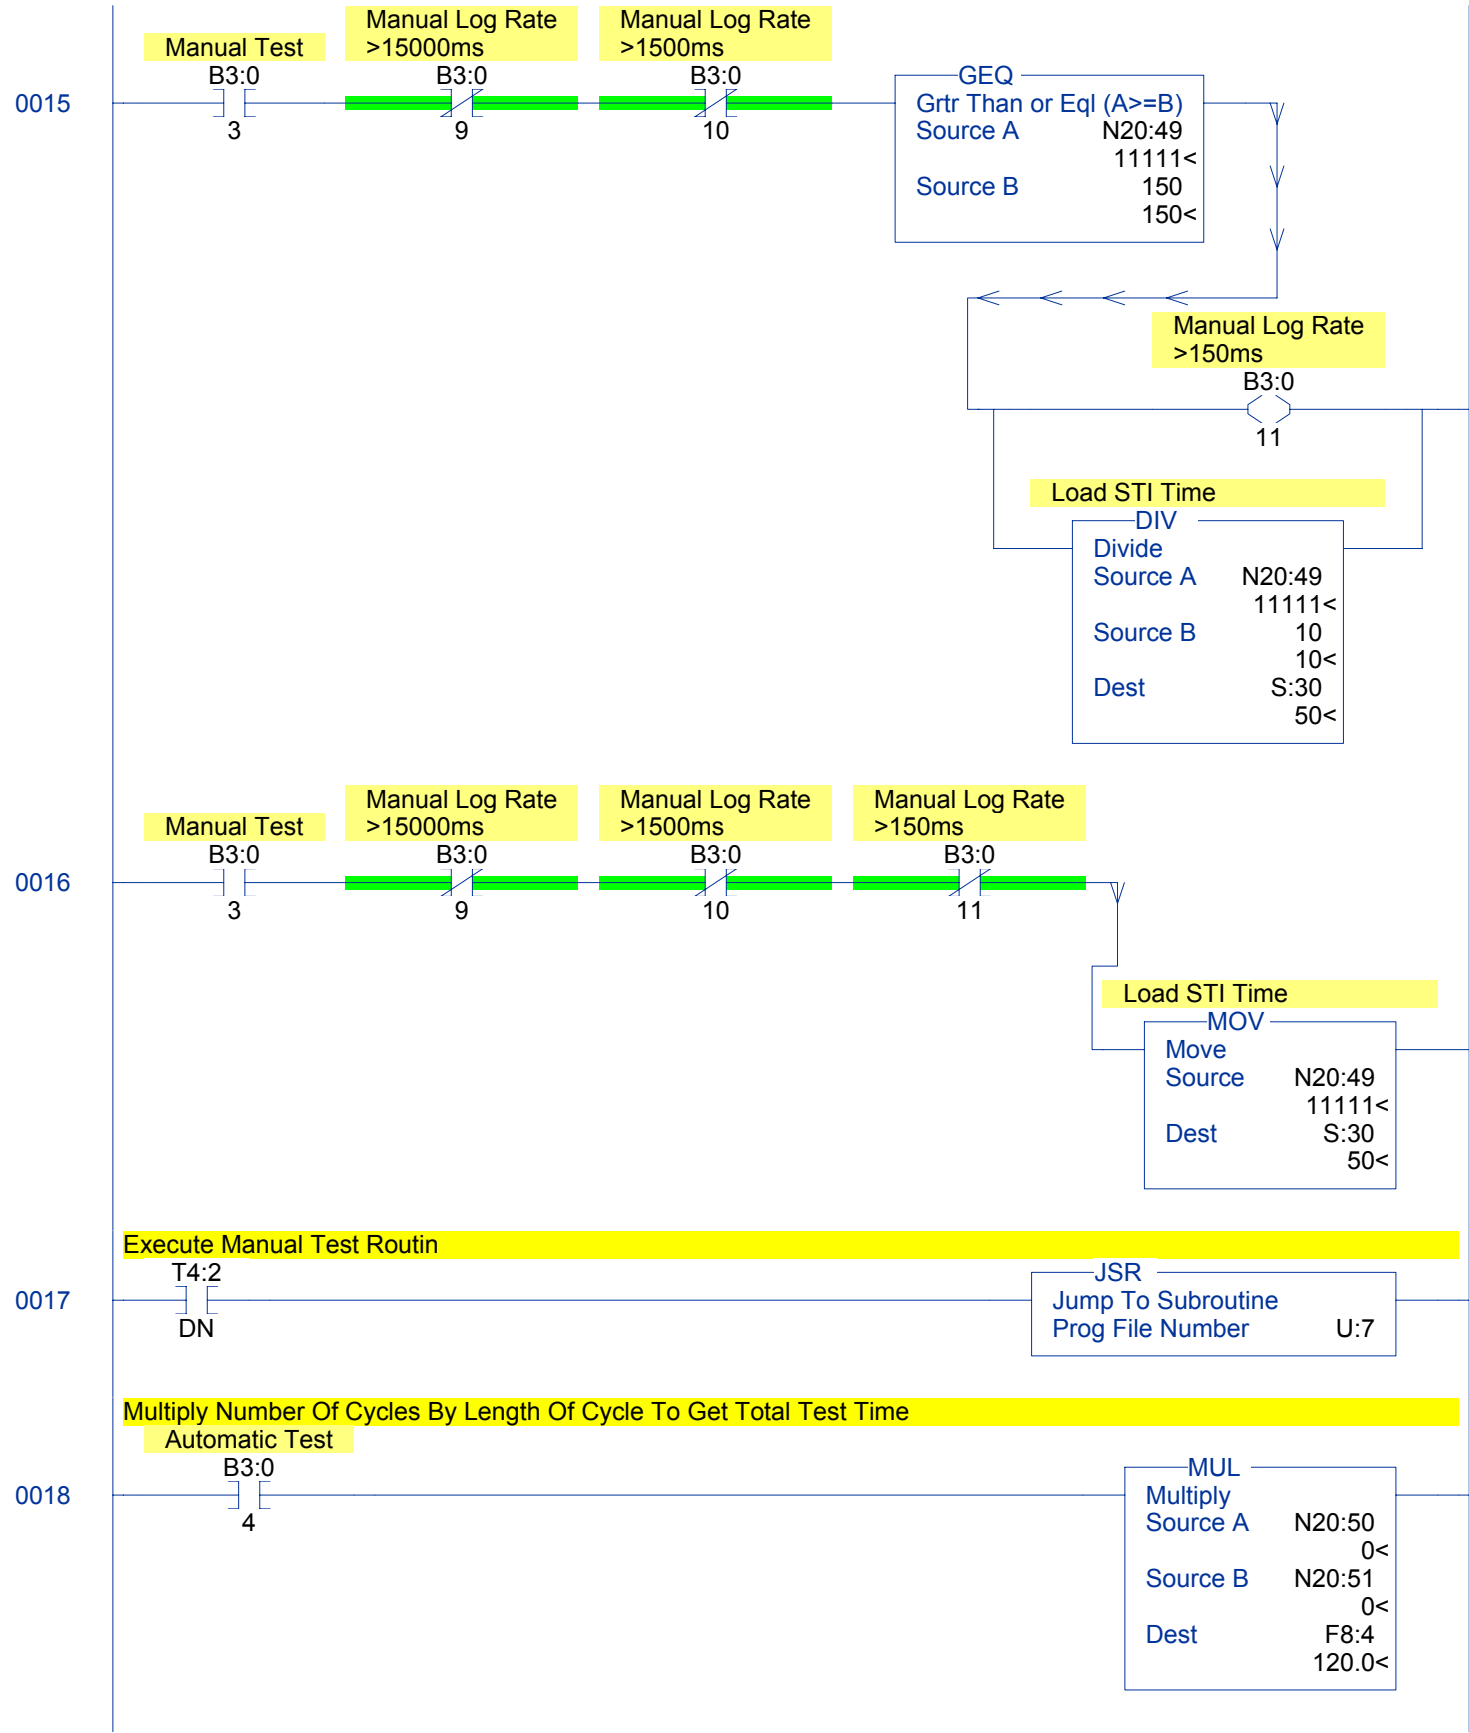 Manual Log Rate Manual Log Rate
Manual Test >15000ms >1500ms
B3:0 B3:0 B3:0
GEQ
0015
Grtr Than or Eql (A>=B)
3 9 10
Source A N20:49
11111<
Source B 150
150<
Manual Log Rate
>150ms
B3:0
11
Load STI Time
DIV
Divide
Source A N20:49
11111<
Source B 10
10<
Dest S:30
50<
Manual Log Rate Manual Log Rate Manual Log Rate
Manual Test >15000ms >1500ms >150ms
B3:0 B3:0 B3:0 B3:0
0016
3 9 10 11
Load STI Time
MOV
Move
Source N20:49
11111<
Dest S:30
50<
Execute Manual Test Routin
T4:2 JSR
0017 Jump To Subroutine
DN Prog File Number U:7
Multiply Number Of Cycles By Length Of Cycle To Get Total Test Time
Automatic Test
B3:0 MUL
0018 Multiply
4 Source A N20:50
0<
Source B N20:51
0<
Dest F8:4
120.0<